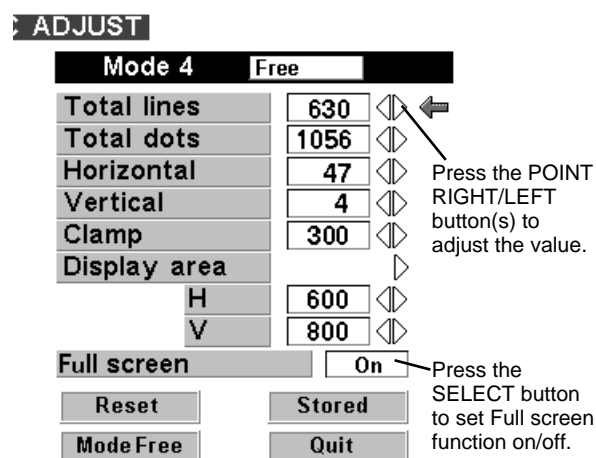 C ADJUST
Mode 4 Free
Total lines 630
Total dots 1056
Horizontal 47
Vertical 4
Clamp 300
Display area
H 600
V 800
Full screen On
Reset Stored
Mode Free Quit
Press the POINT
RIGHT/LEFT
button(s) to
adjust the value.
Press the
SELECT button
to set Full screen
function on/off.